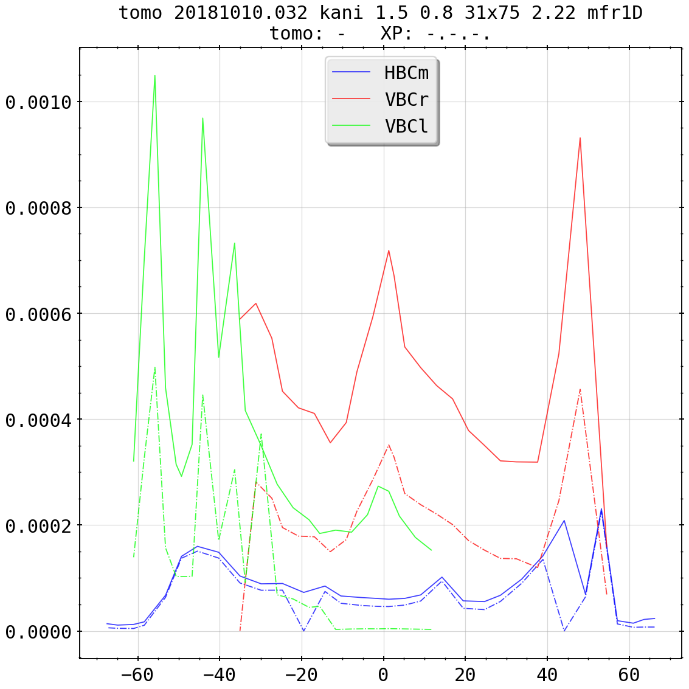 tomo 20181010.032 kani 1.5 0.8 31x75 2.22 mfr1D
tomo: -   XP: -.-.-.
HBCm
VBCr
VBCl
0.0010
0.0008
0.0006
0.0004
0.0002
0.0000
−60 −40 −20 0 20 40 60